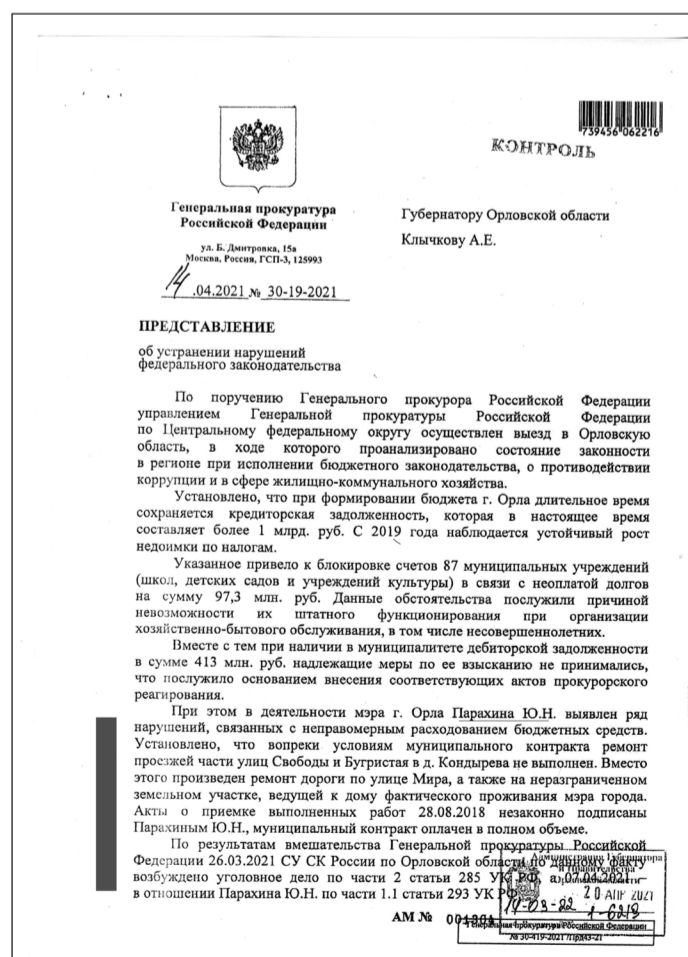 739456 062216
КОНТРОЛЬ
Генеральная прокуратура
Российской Федерации
ул. Б. Дмитровка, 15а
Москва, Россия, ГСП-3, 125993
14.04.2021 № 30-19-2021
Губернатору Орловской области
Клычкову А.Е.
ПРЕДСТАВЛЕНИЕ
об устранении нарушений
федерального законодательства
По поручению Генерального прокурора Российской Федерации
управлением Генеральной прокуратуры Российской Федерации
по Центральному федеральному округу осуществлен выезд в Орловскую
область, в ходе которого проанализировано состояние законности
в регионе при исполнении бюджетного законодательства, о противодействии
коррупции и в сфере жилищно-коммунального хозяйства.
Установлено, что при формировании бюджета г. Орла длительное время
сохраняется кредиторская задолженность, которая в настоящее время
составляет более 1 млрд. руб. С 2019 года наблюдается устойчивый рост
недоимки по налогам.
Указанное привело к блокировке счетов 87 муниципальных учреждений
(школ, детских садов и учреждений культуры) в связи с неоплатой долгов
на сумму 97,3 млн. руб. Данные обстоятельства послужили причиной
невозможности их штатного функционирования при организации
хозяйственно-бытового обслуживания, в том числе несовершеннолетних.
Вместе с тем при наличии в муниципалитете дебиторской задолженности
в сумме 413 млн. руб. надлежащие меры по ее взысканию не принимались,
что послужило основанием внесения соответствующих актов прокурорского
реагирования.
При этом в деятельности мэра г. Орла Парахина Ю.Н. выявлен ряд
нарушений, связанных с неправомерным расходованием бюджетных средств.
Установлено, что вопреки условиям муниципального контракта ремонт
проезжей части улиц Свободы и Бугристая в д. Кондырева не выполнен. Вместо
этого произведен ремонт дороги по улице Мира, а также на неразграниченном
земельном участке, ведущей к дому фактического проживания мэра города.
Акты о приемке выполненных работ 28.08.2018 незаконно подписаны
Парахиным Ю.Н., муниципальный контракт оплачен в полном объеме.
По результатам вмешательства Генеральной прокуратуры Российской
Федерации 26.03.2021 СУ СК России по Орловской области по данному факту
возбуждено уголовное дело по части 2 статьи 285 УК РФ, а 07.04.2021 –
в отношении Парахина Ю.Н. по части 1.1 статьи 293 УК РФ
Администрация Губернатора
и Правительства
Орловской области
20 АПР 2021
АМ №
Генеральная прокуратура Российской Федерации